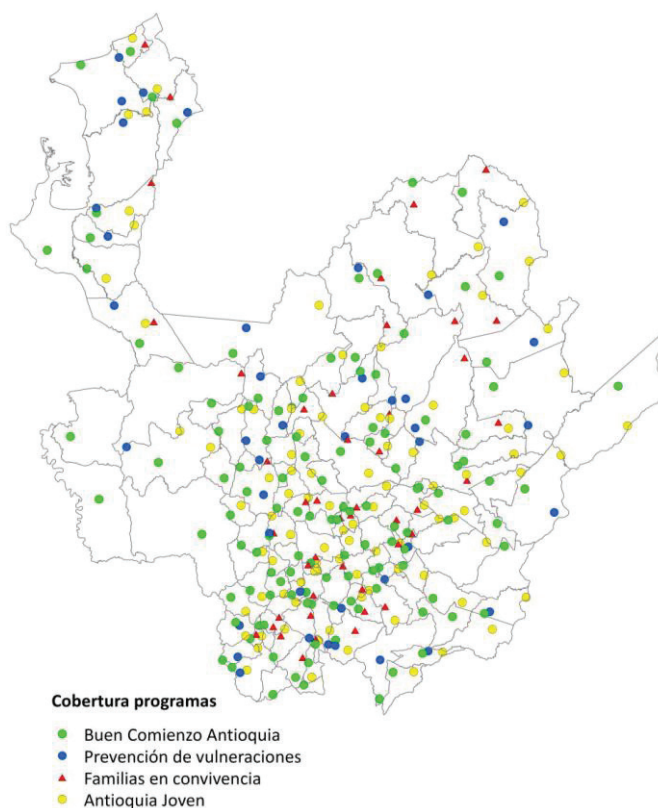 Cobertura programas
Buen Comienzo Antioquia
Prevención de vulneraciones
Familias en convivencia
Antioquia Joven